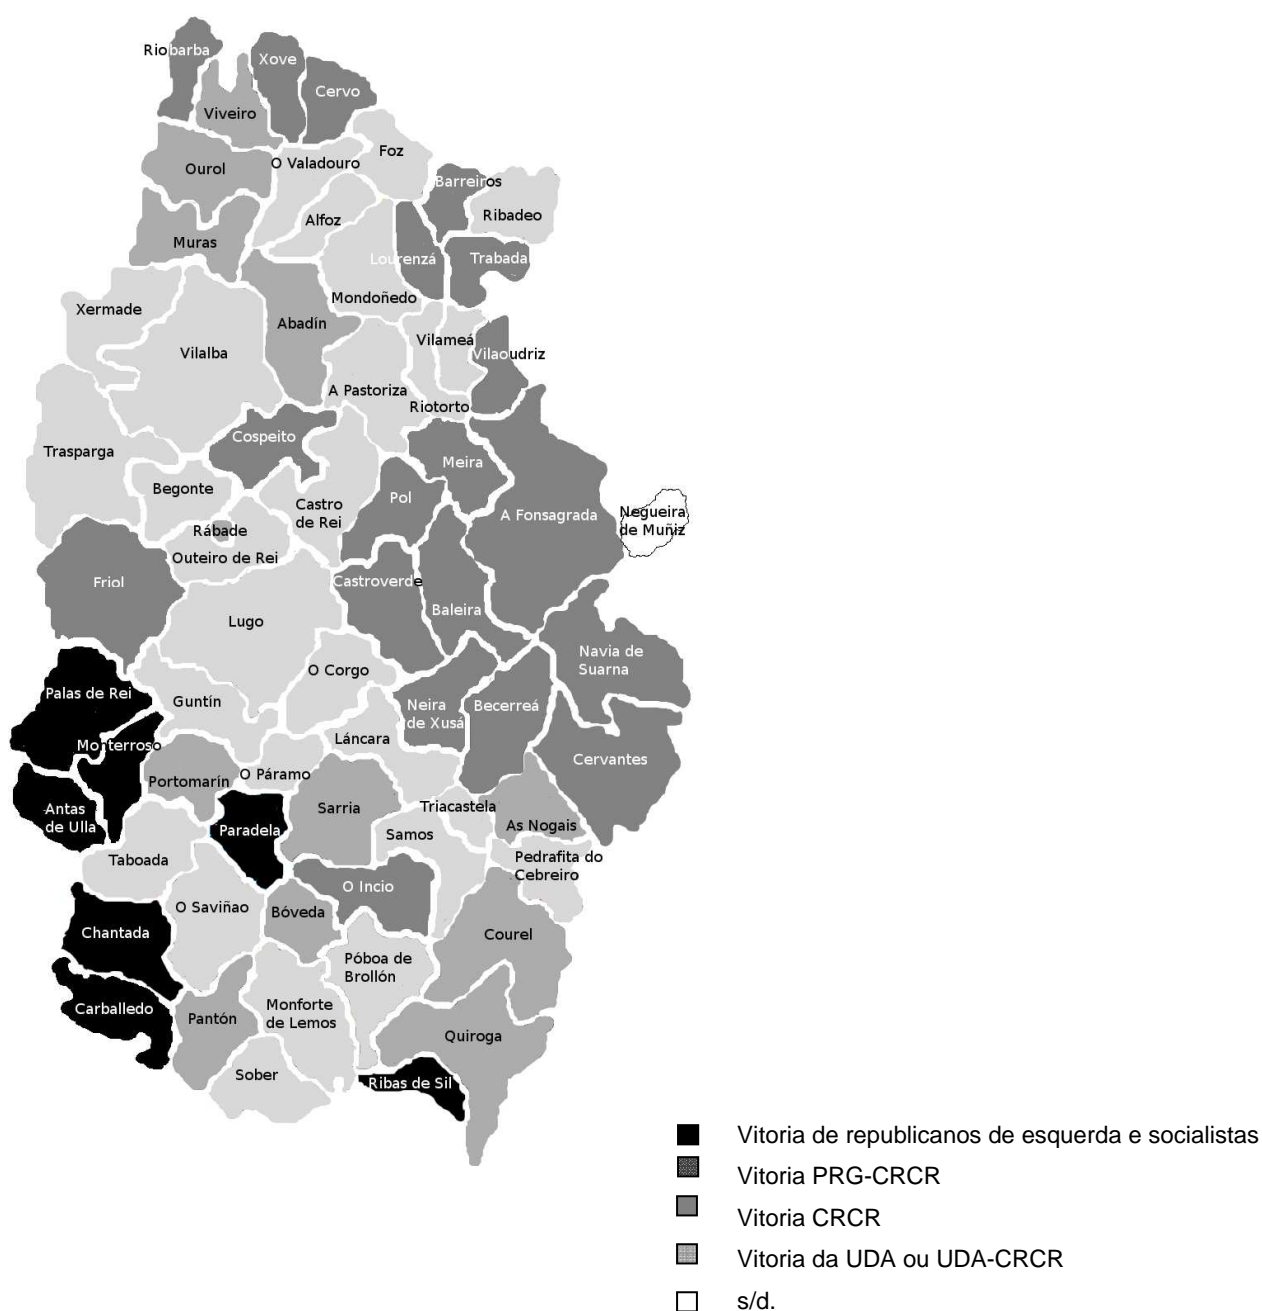 Riobarba
Xove
Cervo
Viveiro
O Valadouro
Foz
Ourol
Barreiros
Ribadeo
Alfoz
Muras
Lourenzá
Trabada
Mondoñedo
Xermade
Abadín
Vilameá
Vilalba
Vilaoudriz
A Pastoriza
Riotorto
Cospeito
Trasparga
Meira
Begonte
Pol
Castro
de Rei
A Fonsagrada
Negueira
de Muñiz
Rábade
Outeiro de Rei
Friol
Castroverde
Baleira
Lugo
Navia de
Suarna
O Corgo
Palas de Rei
Guntín
Neira
de Xusá
Becerreá
Monterroso
Láncara
Cervantes
Portomarín
O Páramo
Antas
de Ulla
Sarria
Triacastela
Paradela
Samos
As Nogais
Taboada
Pedrafita do
Cebreiro
O Incio
O Saviñao
Bóveda
Chantada
Courel
Póboa de
Brollón
Carballedo
Pantón
Monforte
de Lemos
Quiroga
Sober
Ribas de Sil
Vitoria de republicanos de esquerda e socialistas
Vitoria PRG-CRCR
Vitoria CRCR
Vitoria da UDA ou UDA-CRCR
s/d.